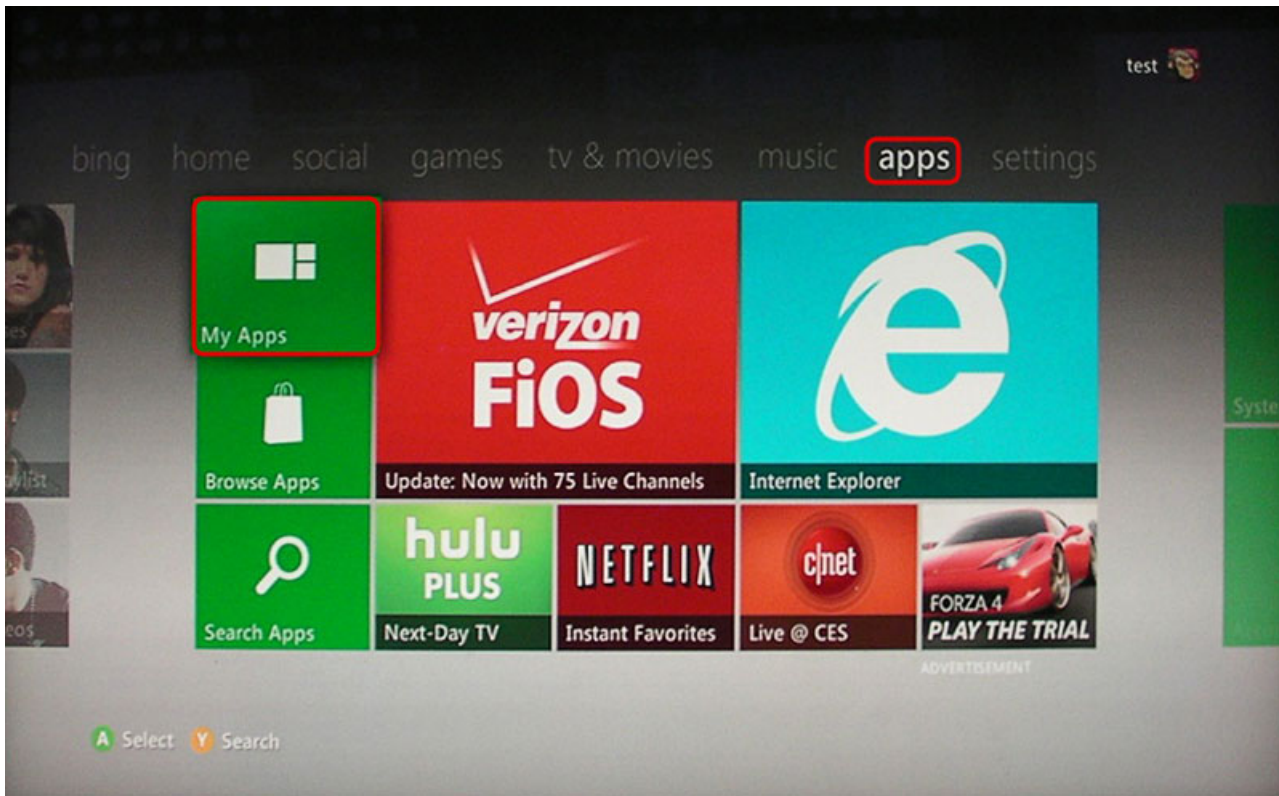 test
bing home social games tv & movies music apps settings
My Apps
verizon
FiOS
Update: Now with 75 Live Channels
Internet Explorer
Browse Apps
hulu
PLUS
Next-Day TV
NETFLIX
Instant Favorites
c|net
Live @ CES
FORZA 4
PLAY THE TRIAL
Search Apps
ADVERTISEMENT
A Select Y Search